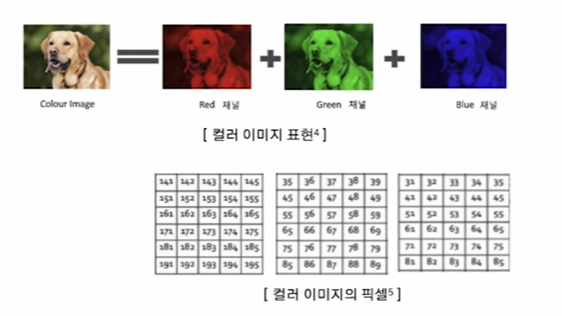 Colour Image Red 채널 Green 채널 Blue 채널
[ 컬러 이미지 표현⁴ ]
141 142 143 144 145 35 36 37 38 39 31 32 33 34 35
151 152 153 154 155 45 46 47 48 49 41 42 43 44 45
161 162 163 164 165 55 56 57 58 59 51 52 53 54 55
171 172 173 174 175 65 66 67 68 69 61 62 63 64 65
181 182 183 184 185 75 76 77 78 79 71 72 73 74 75
191 192 193 194 195 85 86 87 88 89 81 82 83 84 85
[ 컬러 이미지의 픽셀⁵ ]